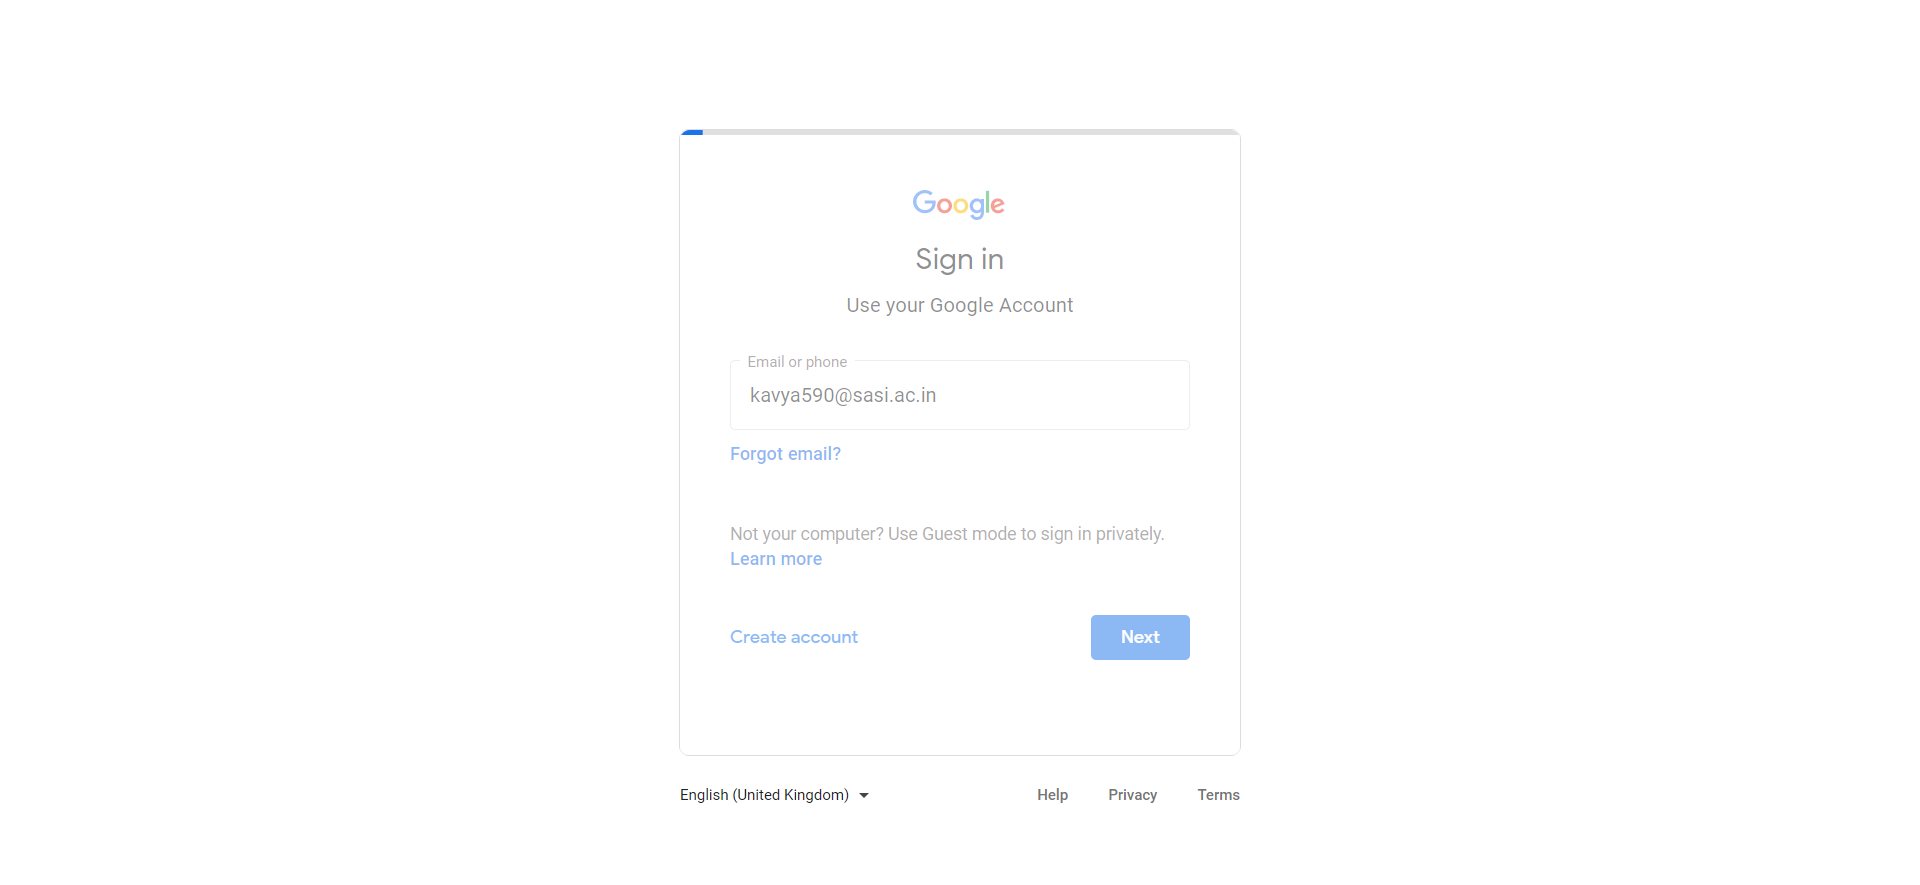 Google
Sign in
Use your Google Account
Email or phone
kavya590@sasi.ac.in
Forgot email?
Not your computer? Use Guest mode to sign in privately.
Learn more
Create account
Next
English (United Kingdom)
Help
Privacy
Terms